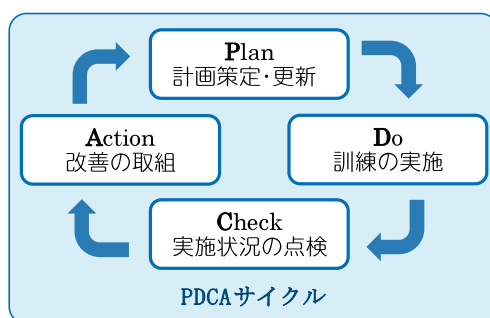 Plan
計画策定・更新
Do
訓練の実施
Check
実施状況の点検
Action
改善の取組
PDCAサイクル